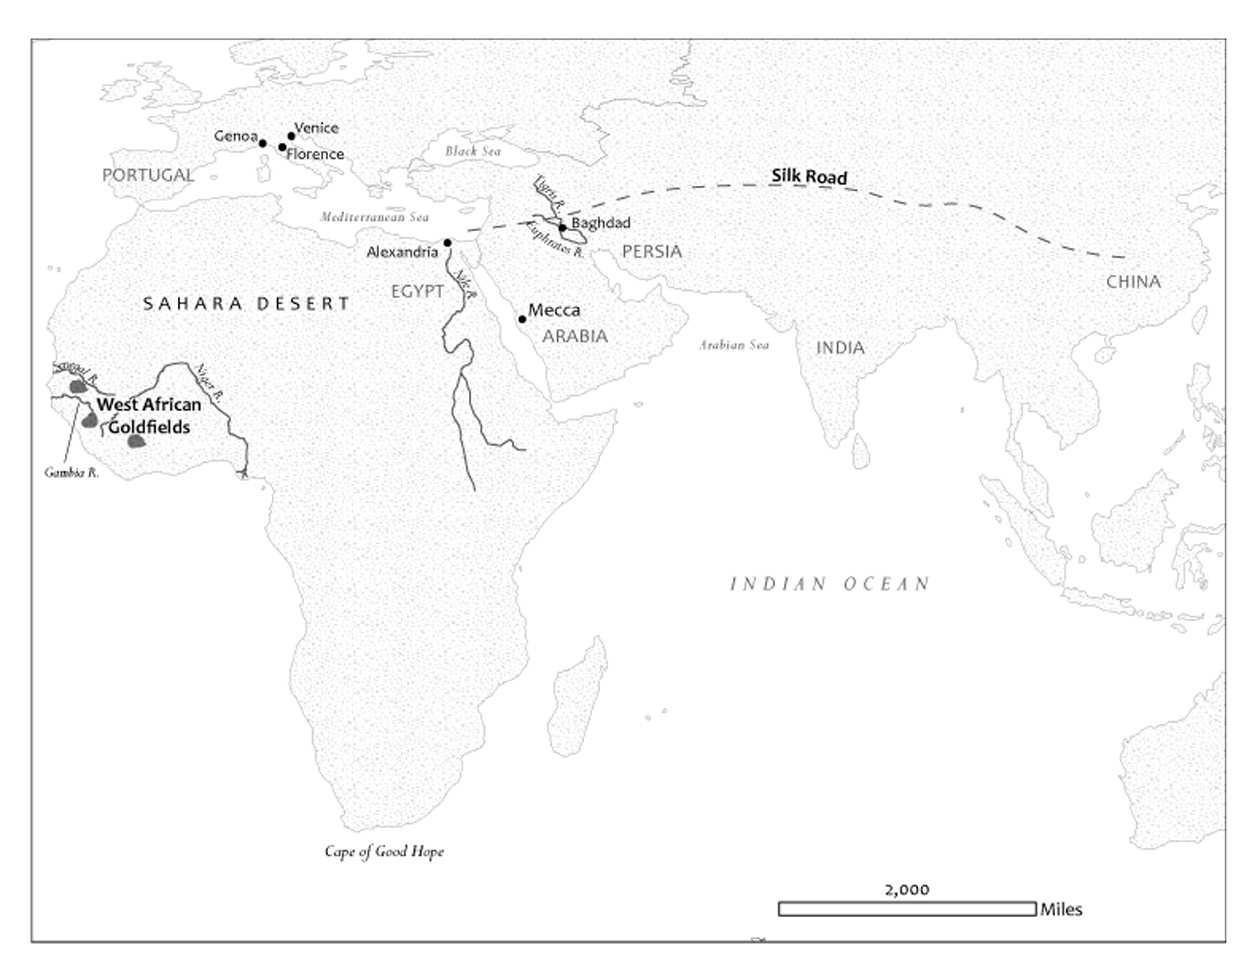 Venice
Genoa
Florence
Black Sea
PORTUGAL
Silk Road
Tigris R.
Mediterranean Sea
Baghdad
Euphrates R.
Alexandria
PERSIA
Nile R.
EGYPT
CHINA
SAHARA DESERT
Mecca
ARABIA
Arabian Sea
INDIA
Senegal R.
Niger R.
West African
Goldfields
Gambia R.
INDIAN OCEAN
Cape of Good Hope
2,000
Miles